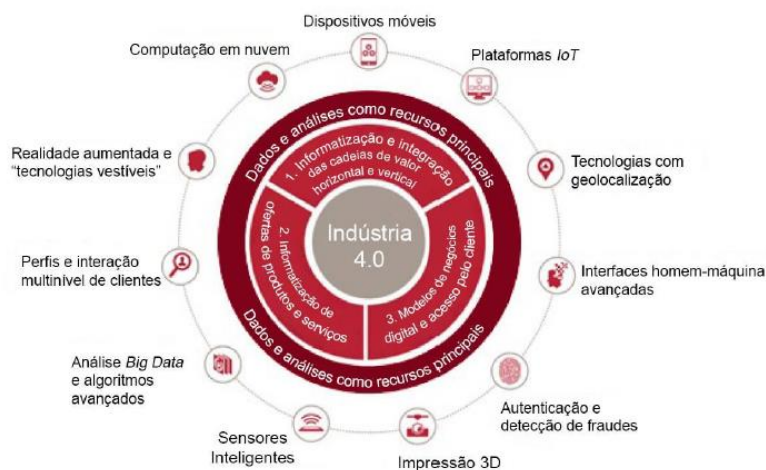 Dispositivos móveis
Computação em nuvem
Plataformas IoT
Realidade aumentada e
“tecnologias vestíveis”
Tecnologias com
geolocalização
Perfis e interação
multinível de clientes
Interfaces homem-máquina
avançadas
Análise Big Data
e algoritmos
avançados
Autenticação e
detecção de fraudes
Sensores
Inteligentes
Impressão 3D
Dados e análises como recursos principais
1. Informatização e integração
das cadeias de valor
horizontal e vertical
2. Informatização de
ofertas de produtos e serviços
Indústria
4.0
3. Modelos de negócios
digital e acesso pelo cliente
Dados e análises como recursos principais